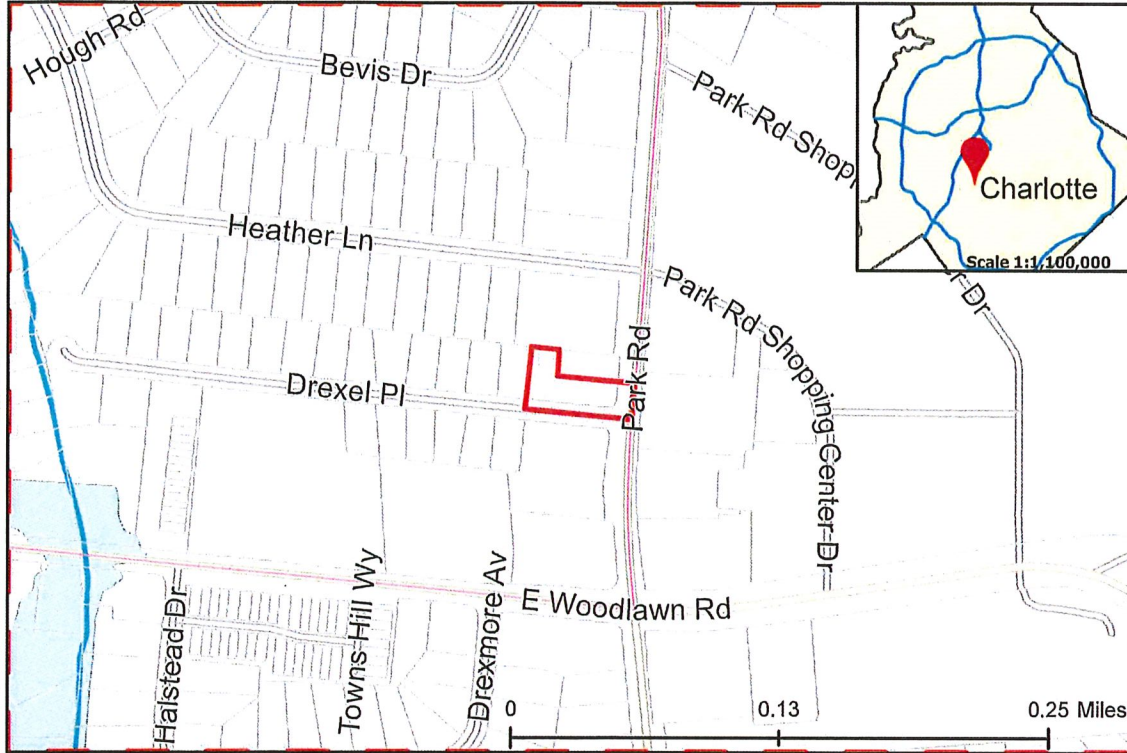 Hough Rd
Bevis Dr
Park Rd Shopp
Charlotte
Scale 1:1,100,000
er Dr
Heather Ln
Park Rd Shopping Center Dr
Park Rd
Drexel Pl
E Woodlawn Rd
Halstead Dr
Towns Hill Wy
Drexmore Av
0
0.13
0.25 Miles